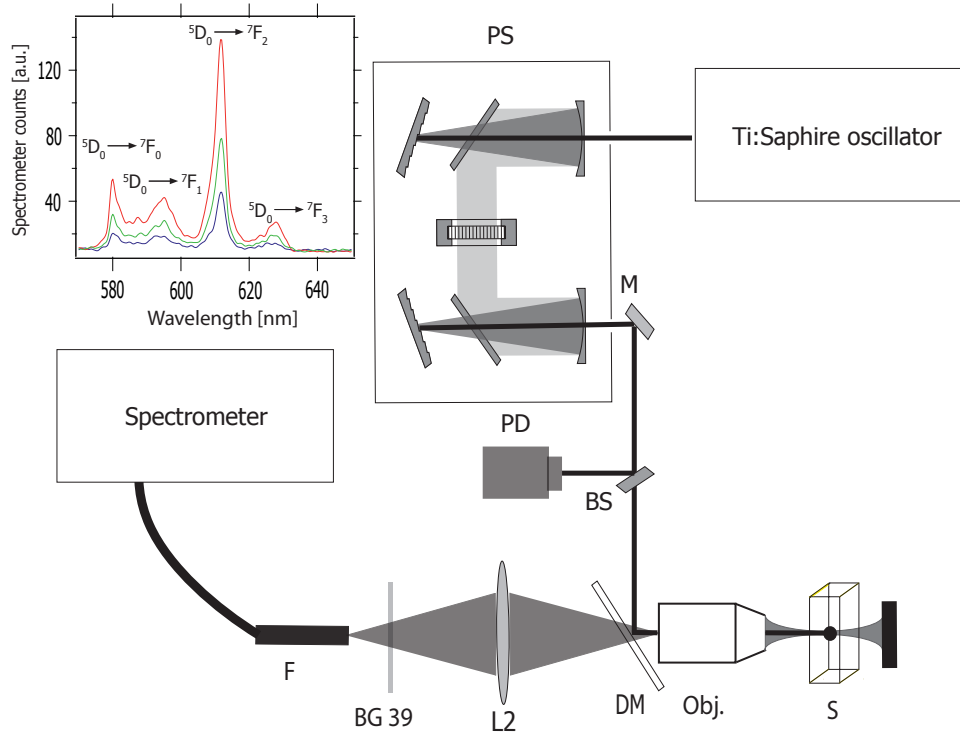 ⁵D₀ → ⁷F₂
⁵D₀ → ⁷F₀
⁵D₀ → ⁷F₁
⁵D₀ → ⁷F₃
Spectrometer counts [a.u.]
120
80
40
580
600
620
640
Wavelength [nm]
PS
Ti:Saphire oscillator
M
Spectrometer
PD
BS
F
BG 39
L2
DM
Obj.
S